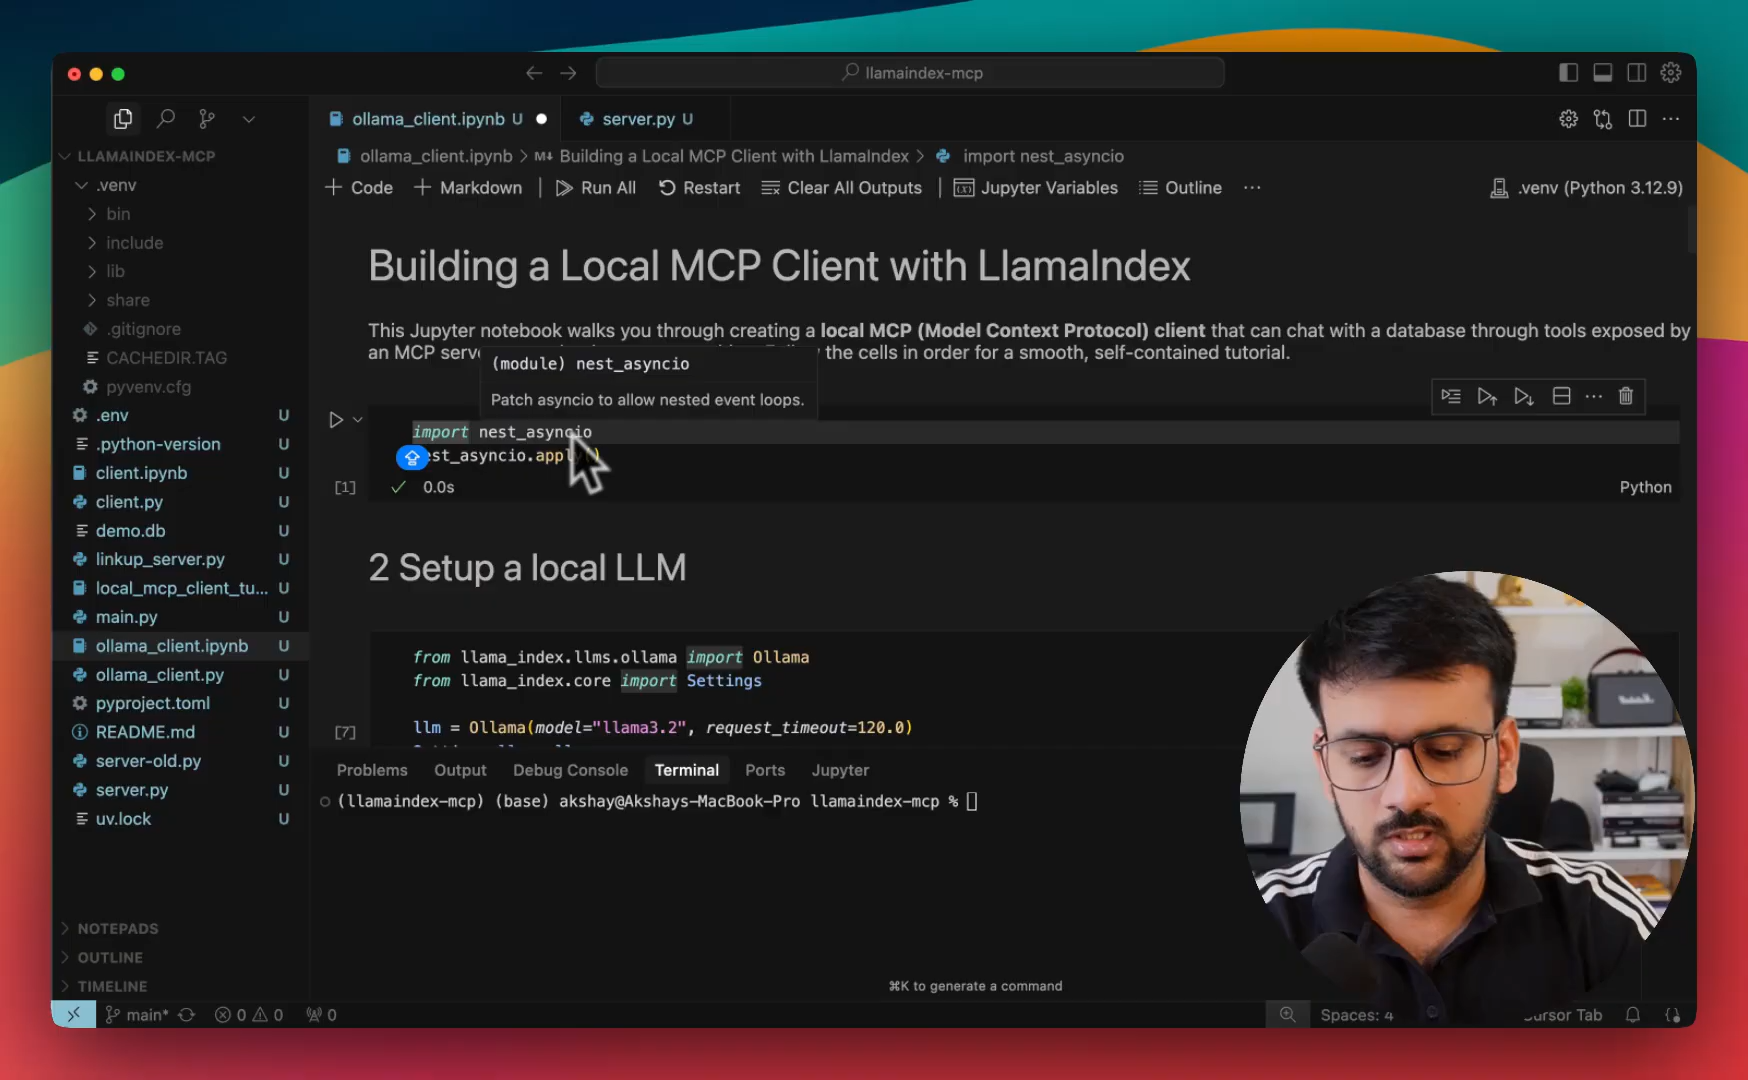 llamaindex-mcp
ollama_client.ipynb U
server.py U
LLAMAINDEX-MCP
.venv
bin
include
lib
share
.gitignore
CACHEDIR.TAG
pyvenv.cfg
.env U
.python-version U
client.ipynb U
client.py U
demo.db U
linkup_server.py U
local_mcp_client_tu... U
main.py U
ollama_client.ipynb U
ollama_client.py U
pyproject.toml U
README.md U
server-old.py U
server.py U
uv.lock U
NOTEPADS
OUTLINE
TIMELINE
ollama_client.ipynb > M↓ Building a Local MCP Client with LlamaIndex > import nest_asyncio
+ Code + Markdown | Run All Restart Clear All Outputs | Jupyter Variables Outline ...
.venv (Python 3.12.9)
Building a Local MCP Client with LlamaIndex
This Jupyter notebook walks you through creating a local MCP (Model Context Protocol) client that can chat with a database through tools exposed by
an MCP the cells in order for a smooth, self-contained tutorial.
(module) nest_asyncio
Patch asyncio to allow nested event loops.
import nest_asyncio
est_asyncio.appl
[1] 0.0s Python
2 Setup a local LLM
from llama_index.llms.ollama import Ollama
from llama_index.core import Settings
llm = Ollama(model="llama3.2", request_timeout=120.0)
[7]
Problems Output Debug Console Terminal Ports Jupyter
(llamaindex-mcp) (base) akshay@Akshays-MacBook-Pro llamaindex-mcp %
⌘K to generate a command
main* 0 0 0 Spaces: 4 Cursor Tab